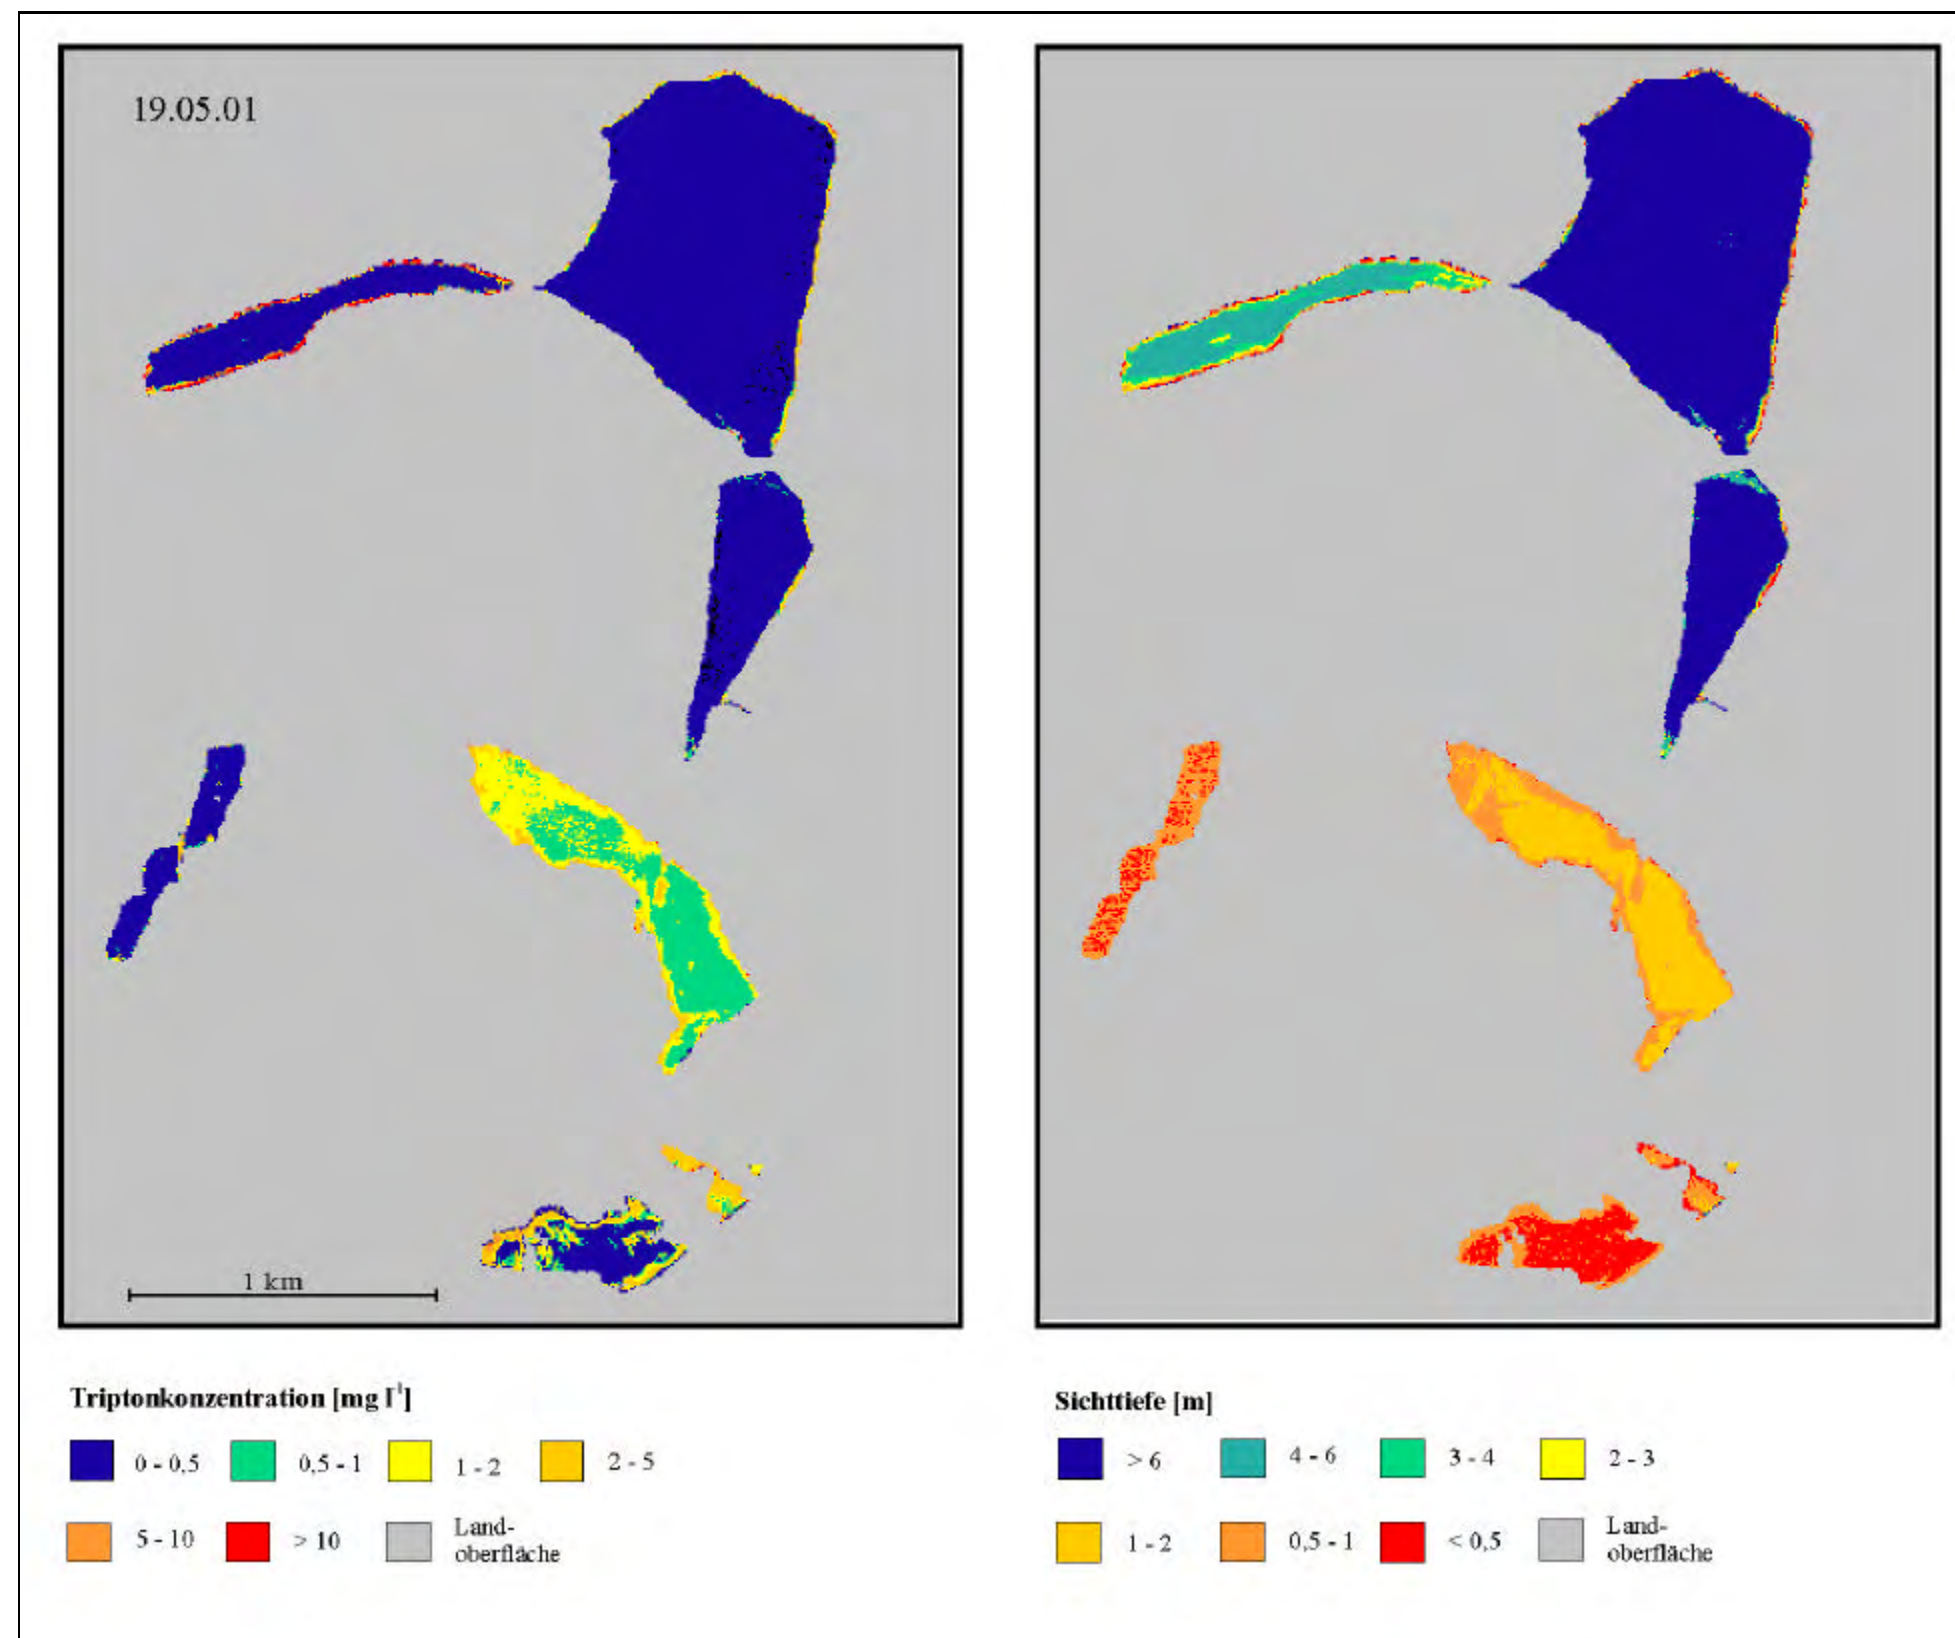 19.05.01
1 km
Triptonkonzentration [mg l⁻¹]
0 - 0,5
0,5 - 1
1 - 2
2 - 5
5 - 10
> 10
Land-
oberfläche
Sichttiefe [m]
> 6
4 - 6
3 - 4
2 - 3
1 - 2
0,5 - 1
< 0,5
Land-
oberfläche